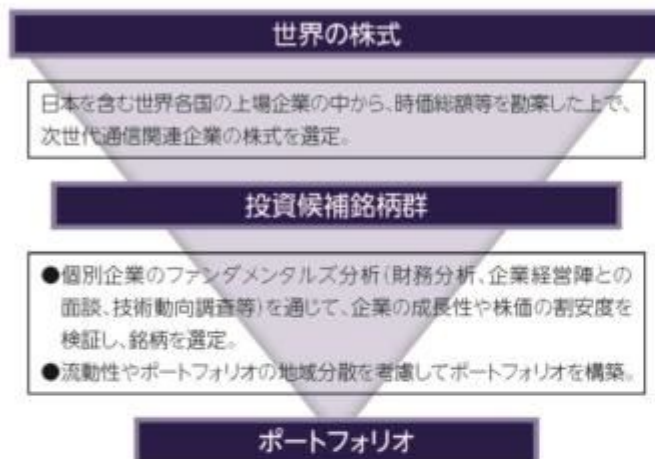 世界の株式
日本を含む世界各国の上場企業の中から、時価総額等を勘案した上で、
次世代通信関連企業の株式を選定。
投資候補銘柄群
●個別企業のファンダメンタルズ分析(財務分析、企業経営陣との
面談、技術動向調査等)を通じて、企業の成長性や株価の割安度を
検証し、銘柄を選定。
●流動性やポートフォリオの地域分散を考慮してポートフォリオを構築。
ポートフォリオ